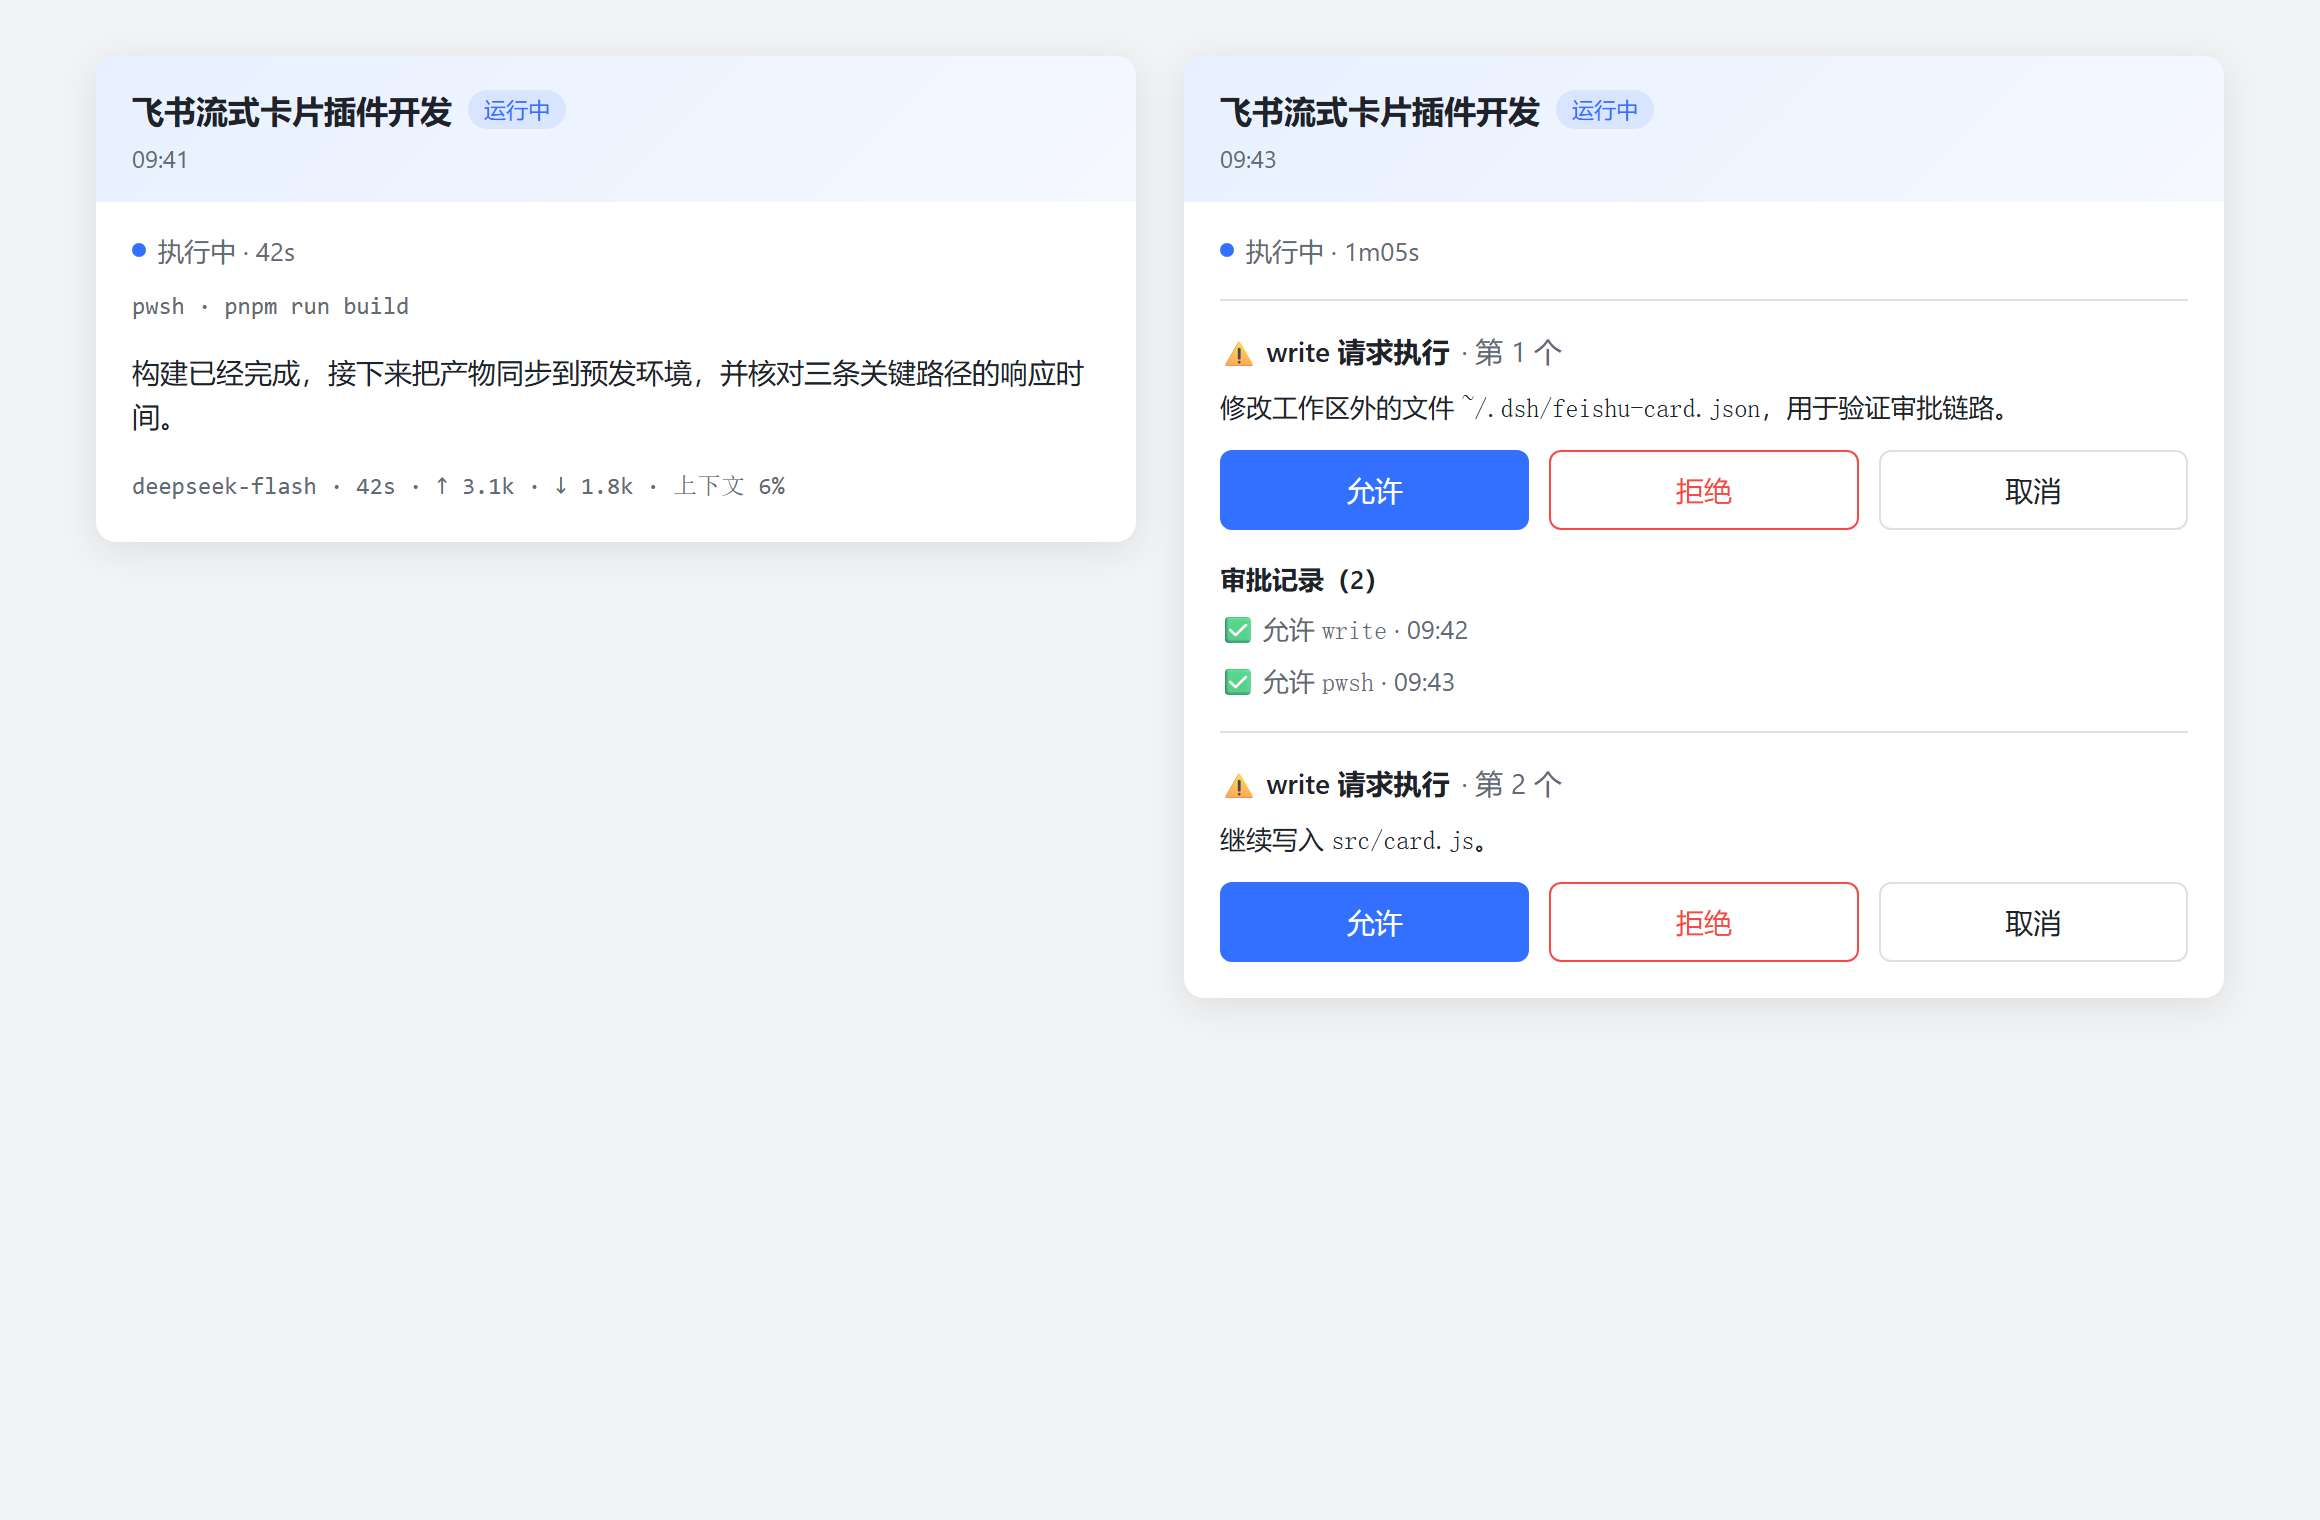 飞书流式卡片插件开发 运行中
09:41
执行中 · 42s
pwsh · pnpm run build
构建已经完成，接下来把产物同步到预发环境，并核对三条关键路径的响应时
间。
deepseek-flash · 42s · ↑ 3.1k · ↓ 1.8k · 上下文 6%
飞书流式卡片插件开发 运行中
09:43
执行中 · 1m05s
⚠️ write 请求执行 · 第 1 个
修改工作区外的文件 ~/.dsh/feishu-card.json，用于验证审批链路。
允许 拒绝 取消
审批记录（2）
✅ 允许 write · 09:42
✅ 允许 pwsh · 09:43
⚠️ write 请求执行 · 第 2 个
继续写入 src/card.js。
允许 拒绝 取消